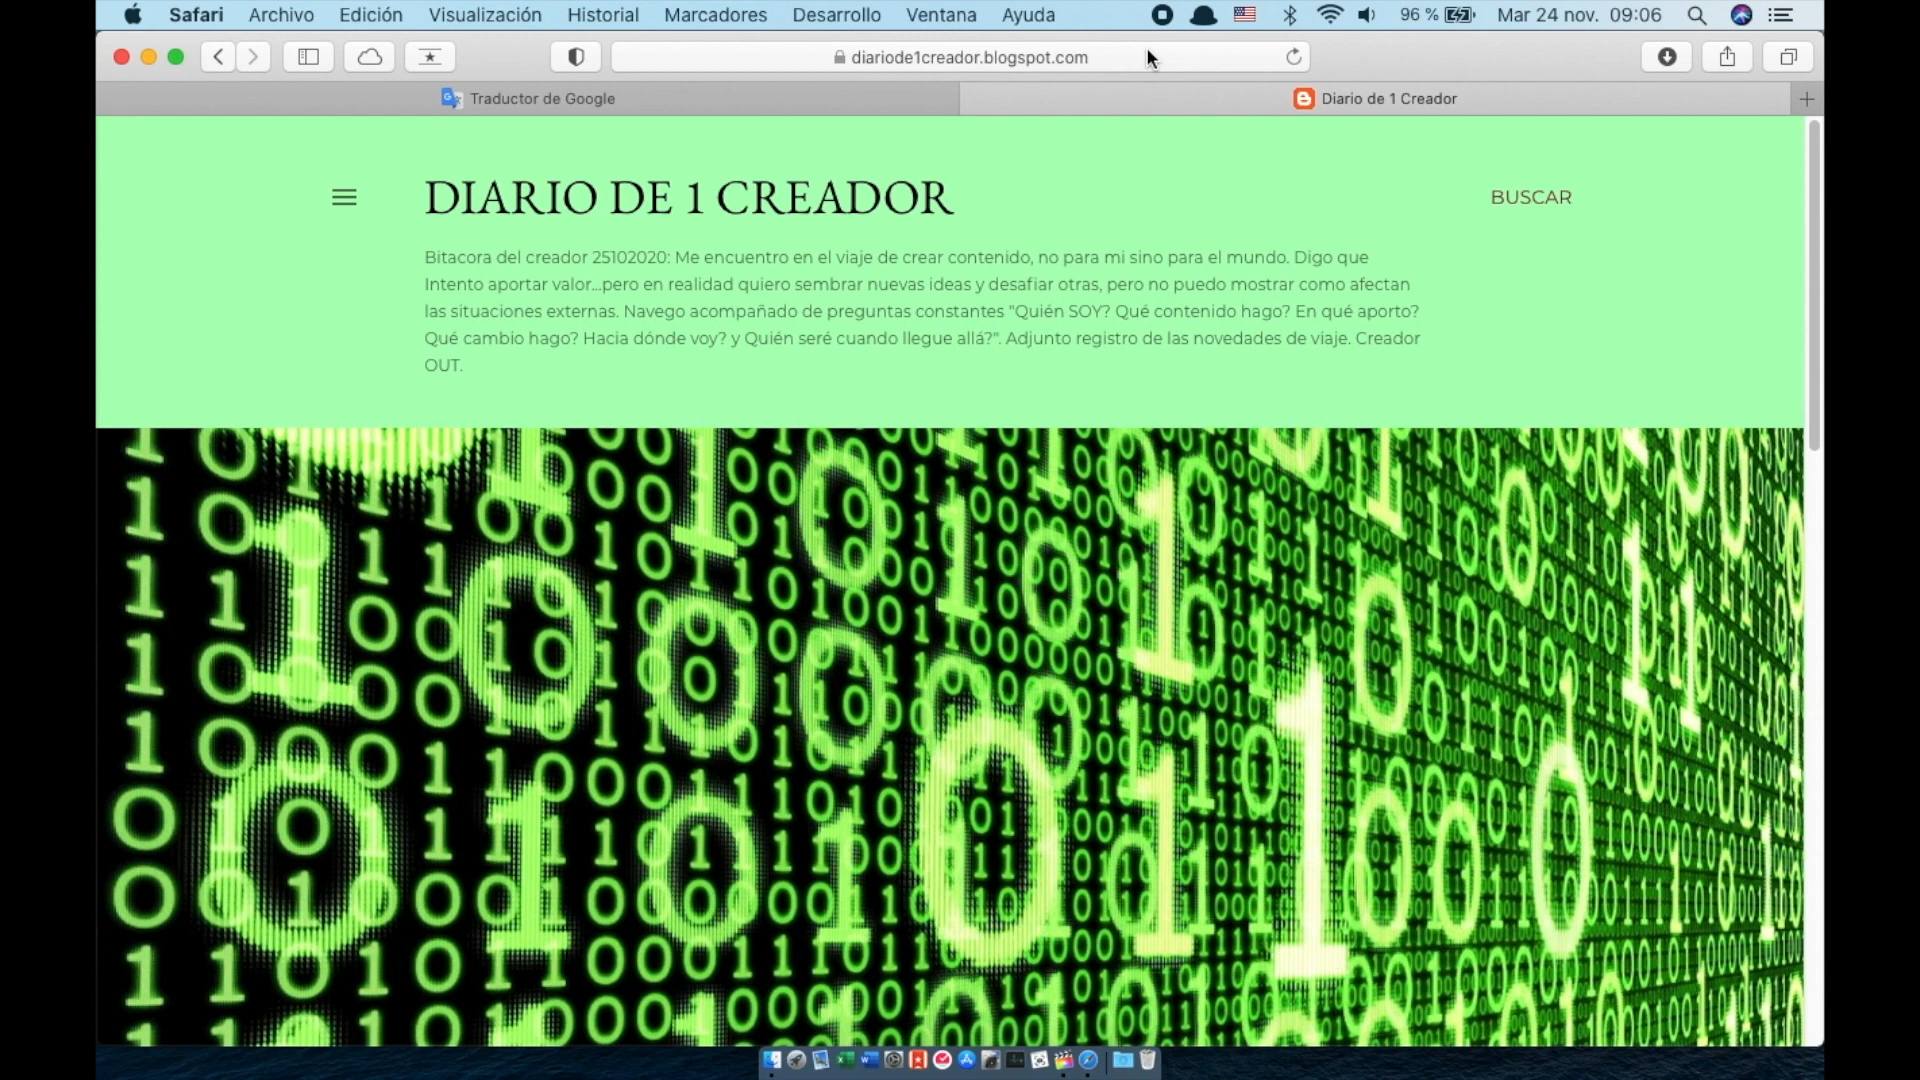 Safari Archivo Edición Visualización Historial Marcadores Desarrollo Ventana Ayuda 96 % Mar 24 nov. 09:06
diariode1creador.blogspot.com
Traductor de Google
Diario de 1 Creador
DIARIO DE 1 CREADOR
BUSCAR
Bitacora del creador 25102020: Me encuentro en el viaje de crear contenido, no para mi sino para el mundo. Digo que
Intento aportar valor...pero en realidad quiero sembrar nuevas ideas y desafiar otras, pero no puedo mostrar como afectan
las situaciones externas. Navego acompañado de preguntas constantes "Quién SOY? Qué contenido hago? En qué aporto?
Qué cambio hago? Hacia dónde voy? y Quién seré cuando llegue allá?". Adjunto registro de las novedades de viaje. Creador
OUT.